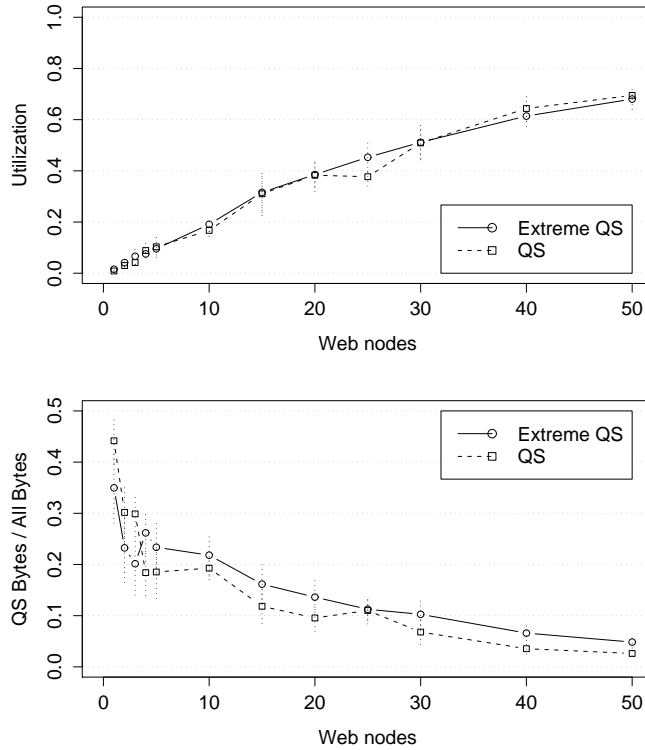 Utilization
1.0
0.8
0.6
0.4
0.2
0.0
Extreme QS
QS
0 10 20 30 40 50
Web nodes
QS Bytes / All Bytes
0.5
0.4
0.3
0.2
0.1
0.0
Extreme QS
QS
0 10 20 30 40 50
Web nodes